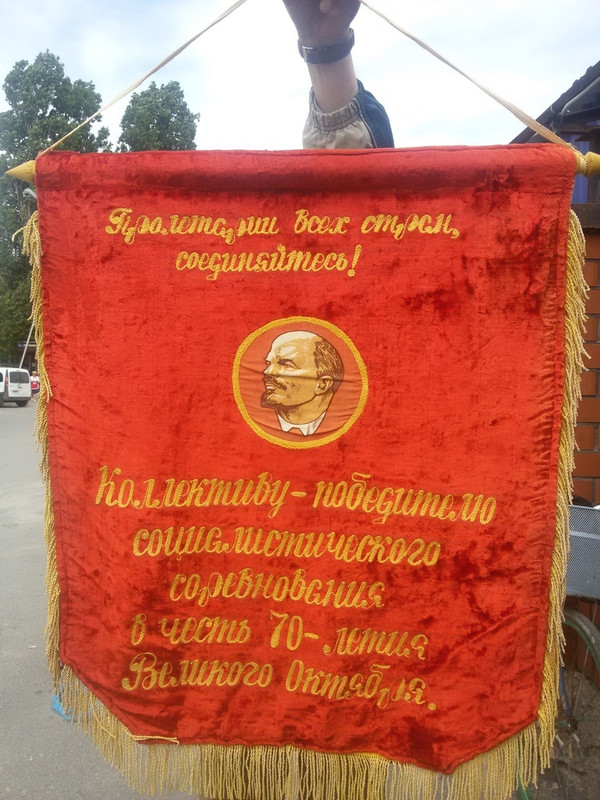 Пролетарии всех стран,
соединяйтесь!
Коллективу - победителю
социалистического
соревнования
в честь 70-летия
Великого Октября.